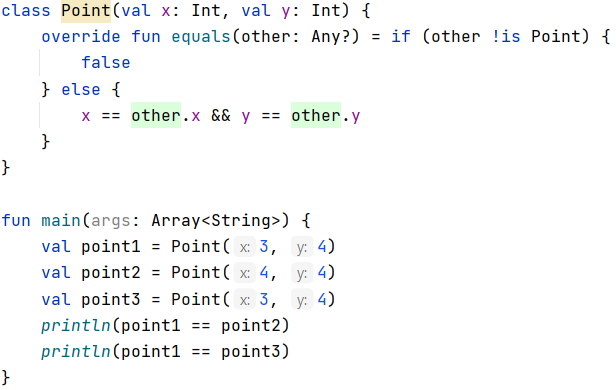 class Point(val x: Int, val y: Int) {
    override fun equals(other: Any?) = if (other !is Point) {
        false
    } else {
        x == other.x && y == other.y
    }
}

fun main(args: Array<String>) {
    val point1 = Point( x: 3, y: 4)
    val point2 = Point( x: 4, y: 4)
    val point3 = Point( x: 3, y: 4)
    println(point1 == point2)
    println(point1 == point3)
}